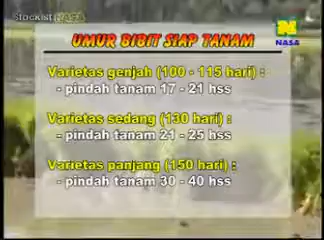 Stockist NASA
UMUR BIBIT SIAP TANAM
NASA
Varietas genjah (100 - 115 hari) :
- pindah tanam 17 - 21 hss
Varietas sedang (130 hari) :
- pindah tanam 21 - 25 hss
Varietas panjang (150 hari) :
- pindah tanam 30 - 40 hss